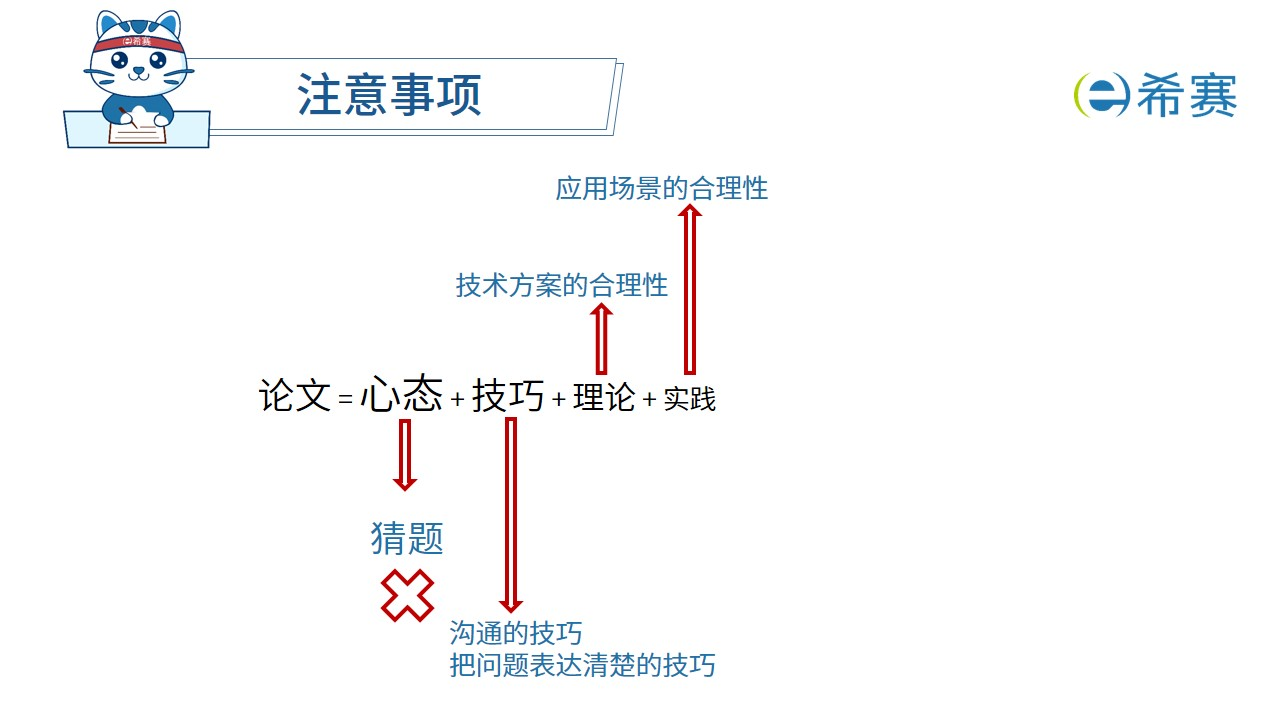 希赛
注意事项
希赛
应用场景的合理性
技术方案的合理性
论文 = 心态 + 技巧 + 理论 + 实践
猜题
沟通的技巧
把问题表达清楚的技巧